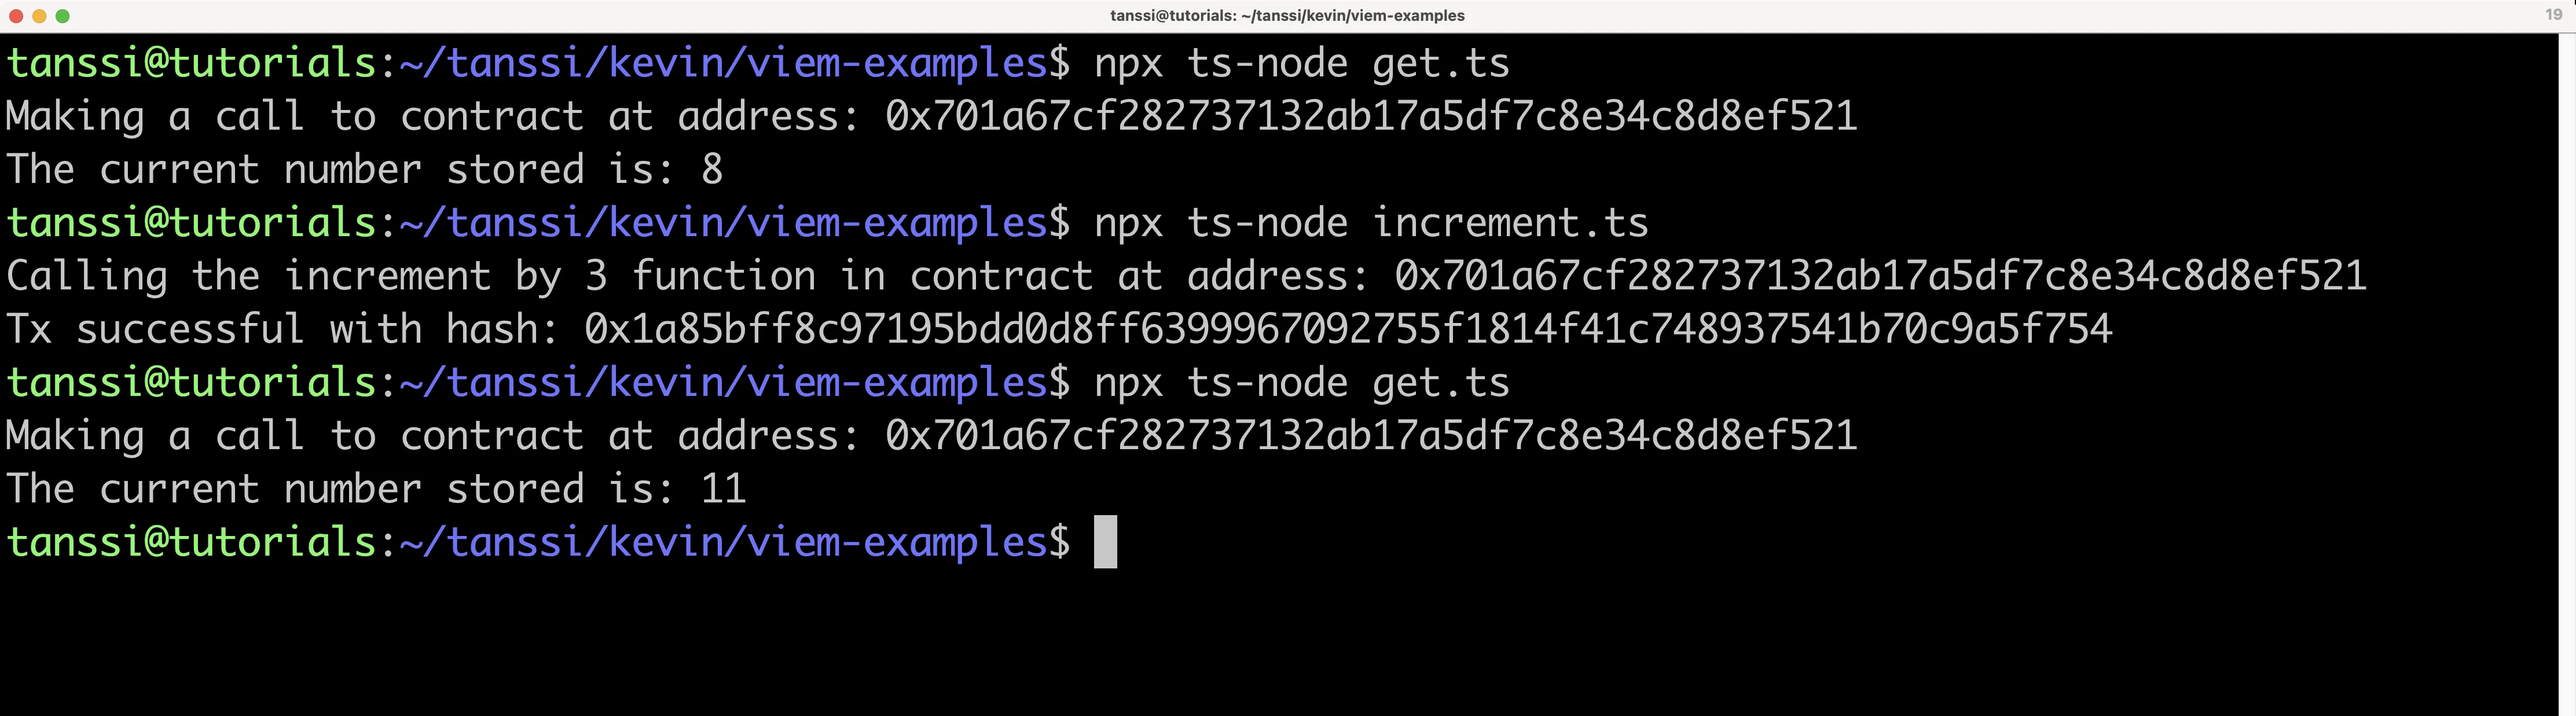 tanssi@tutorials: ~/tanssi/kevin/viem-examples
19
tanssi@tutorials:~/tanssi/kevin/viem-examples$ npx ts-node get.ts
Making a call to contract at address: 0x701a67cf282737132ab17a5df7c8e34c8d8ef521
The current number stored is: 8
tanssi@tutorials:~/tanssi/kevin/viem-examples$ npx ts-node increment.ts
Calling the increment by 3 function in contract at address: 0x701a67cf282737132ab17a5df7c8e34c8d8ef521
Tx successful with hash: 0x1a85bff8c97195bdd0d8ff6399967092755f1814f41c748937541b70c9a5f754
tanssi@tutorials:~/tanssi/kevin/viem-examples$ npx ts-node get.ts
Making a call to contract at address: 0x701a67cf282737132ab17a5df7c8e34c8d8ef521
The current number stored is: 11
tanssi@tutorials:~/tanssi/kevin/viem-examples$